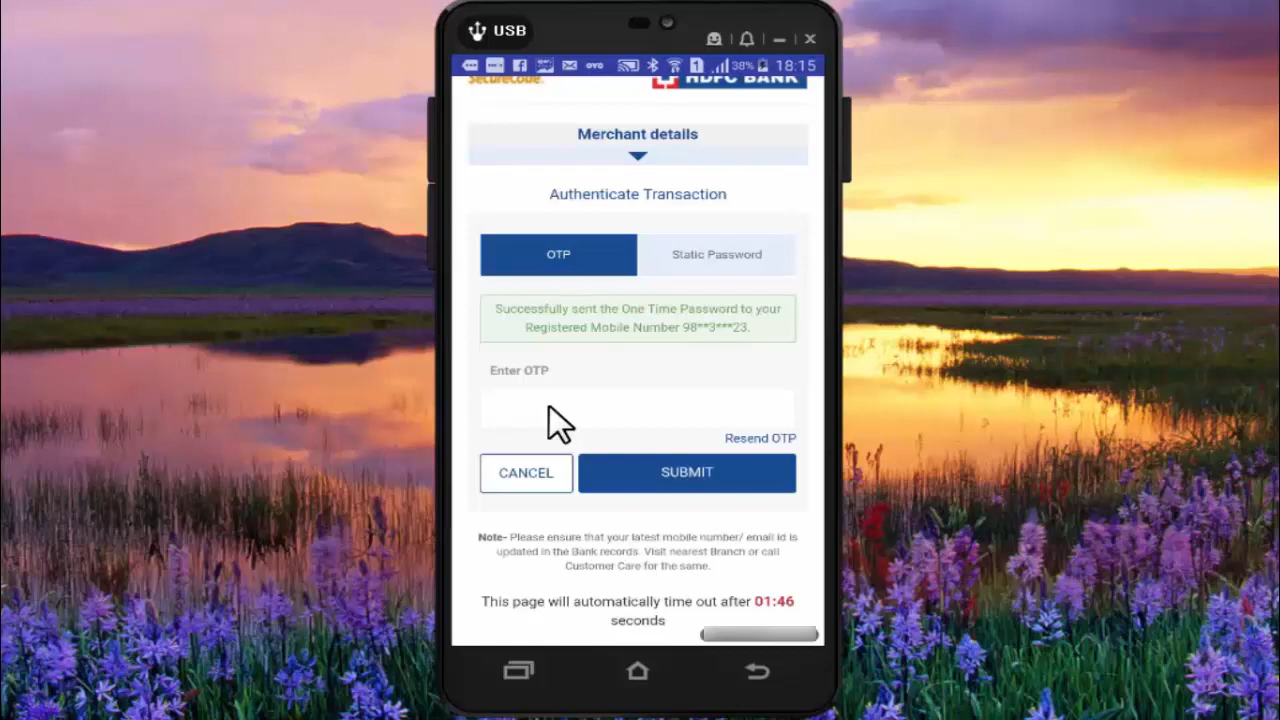 USB
38% 18:15
SecureCode.
HDFC BANK
Merchant details
Authenticate Transaction
OTP
Static Password
Successfully sent the One Time Password to your
Registered Mobile Number 98**3***23.
Enter OTP
Resend OTP
CANCEL
SUBMIT
Note- Please ensure that your latest mobile number/ email id is
updated in the Bank records. Visit nearest Branch or call
Customer Care for the same.
This page will automatically time out after 01:46
seconds